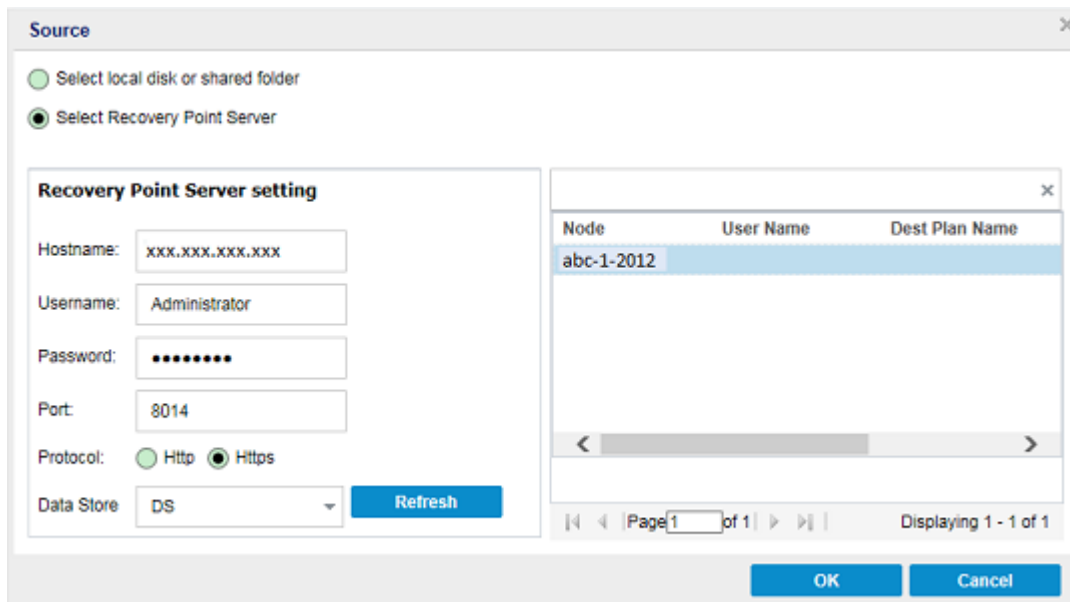 Source
Select local disk or shared folder
Select Recovery Point Server
Recovery Point Server setting
Hostname: xxx.xxx.xxx.xxx
Username: Administrator
Password: ••••••••
Port: 8014
Protocol: Http Https
Data Store DS Refresh
Node User Name Dest Plan Name
abc-1-2012
Page 1 of 1 Displaying 1 - 1 of 1
OK Cancel